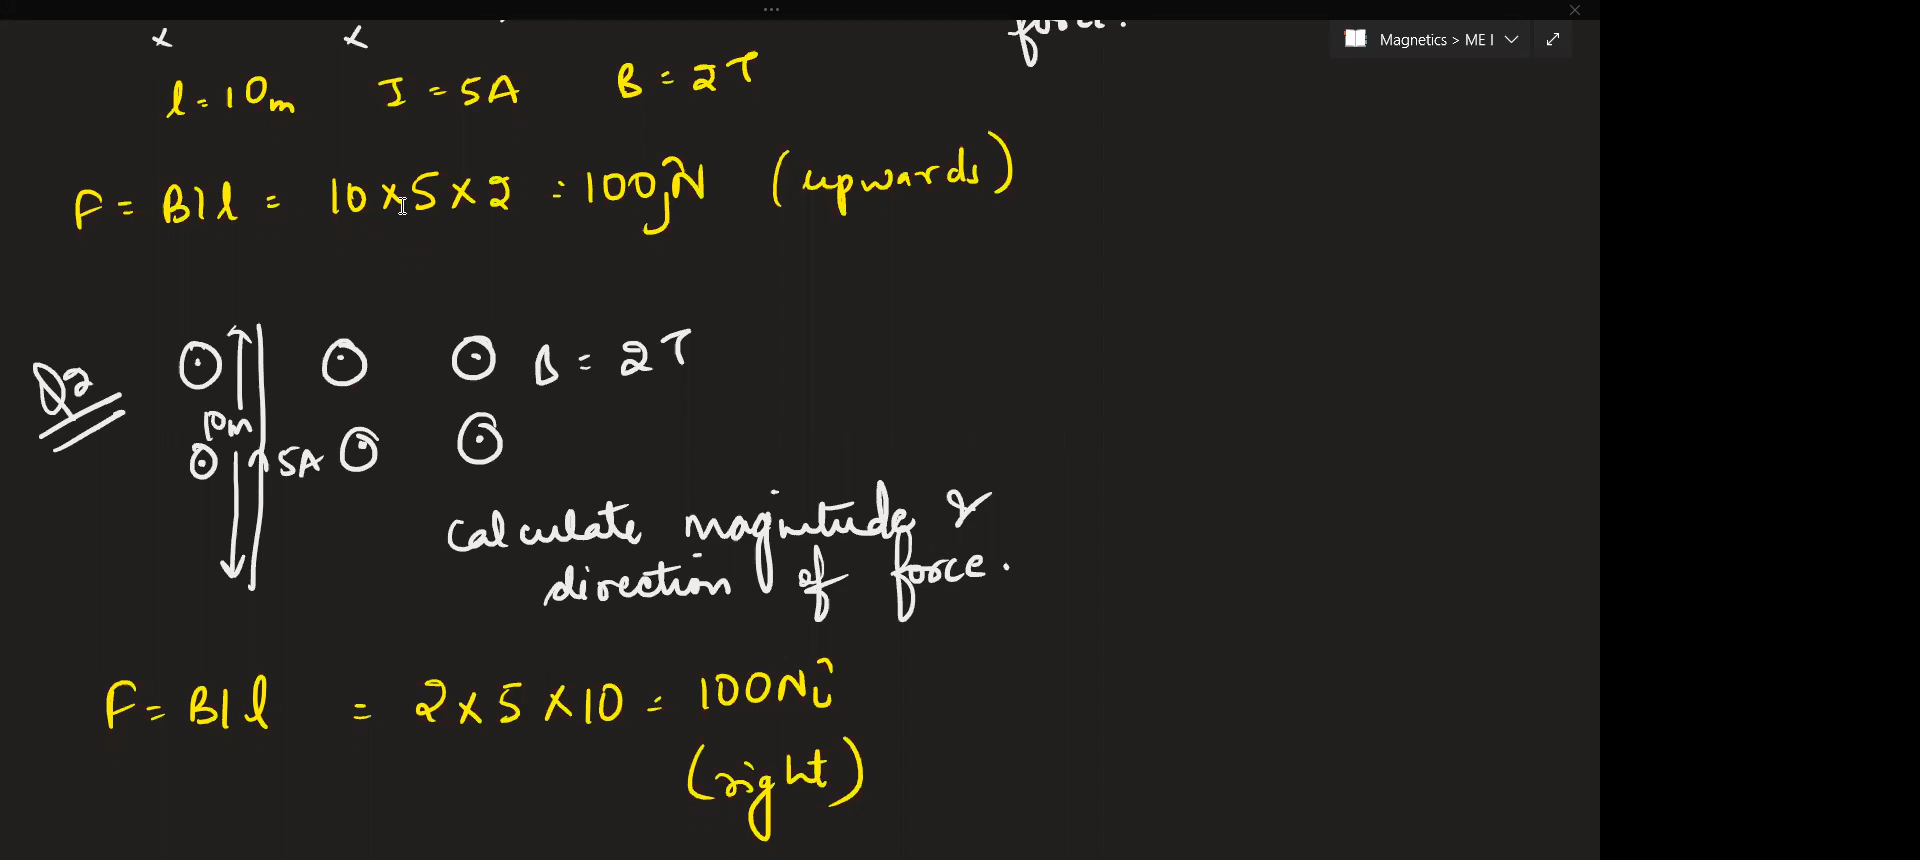 force.
x x
Magnetics > ME I
l = 10m I = 5A B = 2T
F = BIl = 10 × 5 × 2 = 100ĵN (upwards)
Q2
B = 2T
10m
5A
Calculate magnitude &
direction of force.
F = BIl = 2 × 5 × 10 = 100Nî
(right)